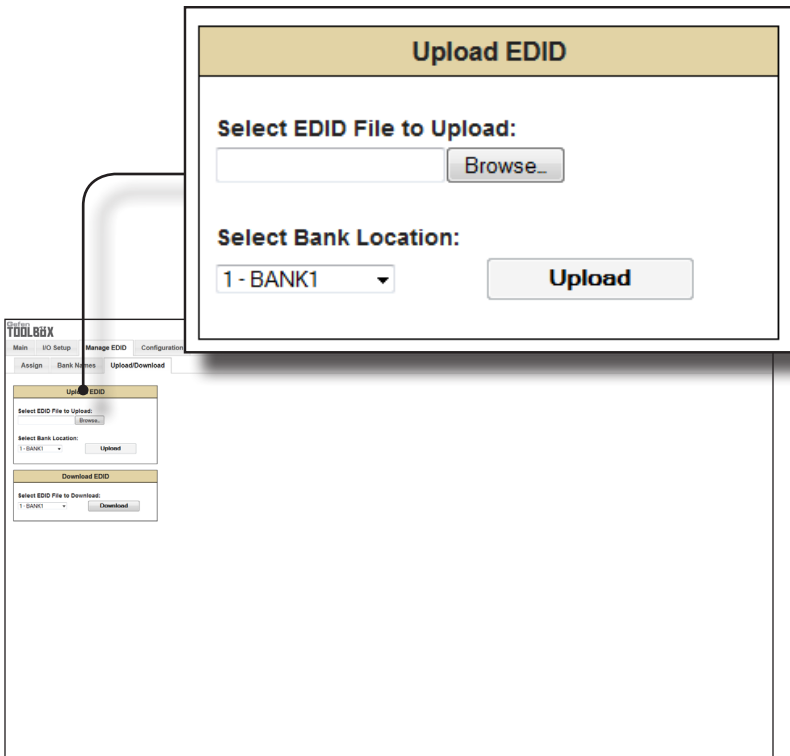 Upload EDID
Select EDID File to Upload:
Browse...
Select Bank Location:
1 - BANK1 Upload
Gefen
TOOLBOX
Main I/O Setup Manage EDID Configuration
Assign Bank Names Upload/Download
Upload EDID
Select EDID File to Upload:
Browse...
Select Bank Location:
1 - BANK1 Upload
Download EDID
Select EDID File to Download:
1 - BANK1 Download